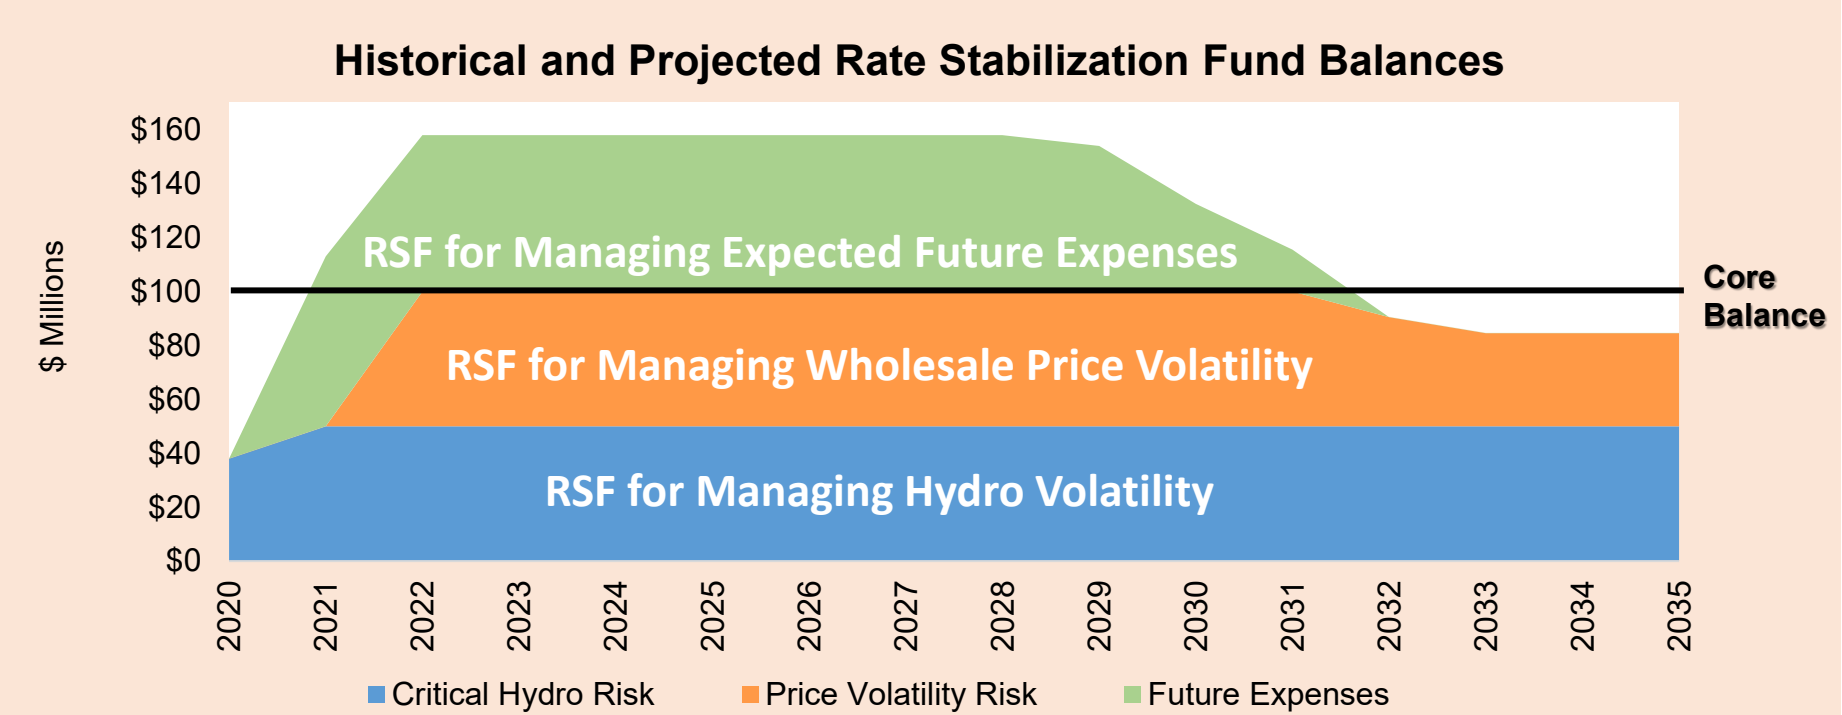 Historical and Projected Rate Stabilization Fund Balances
$ Millions
$160
$140
$120
$100
$80
$60
$40
$20
$0
RSF for Managing Expected Future Expenses
RSF for Managing Wholesale Price Volatility
RSF for Managing Hydro Volatility
Core
Balance
2020 2021 2022 2023 2024 2025 2026 2027 2028 2029 2030 2031 2032 2033 2034 2035
Critical Hydro Risk Price Volatility Risk Future Expenses